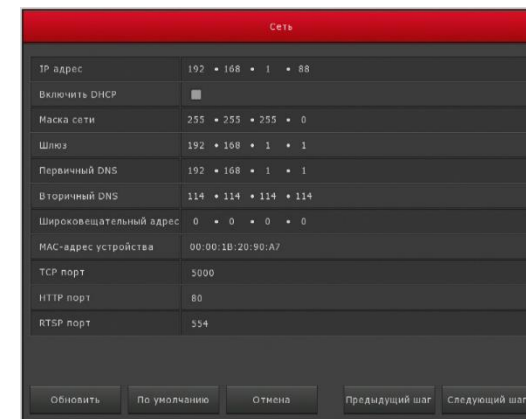 Сеть
IP адрес 192 • 168 • 1 • 88
Включить DHCP
Маска сети 255 • 255 • 255 • 0
Шлюз 192 • 168 • 1 • 1
Первичный DNS 192 • 168 • 1 • 1
Вторичный DNS 114 • 114 • 114 • 114
Широковещательный адрес 0 • 0 • 0 • 0
MAC-адрес устройства 00:00:1B:20:90:A7
TCP порт 5000
HTTP порт 80
RTSP порт 554
Обновить По умолчанию Отмена Предыдущий шаг Следующий шаг